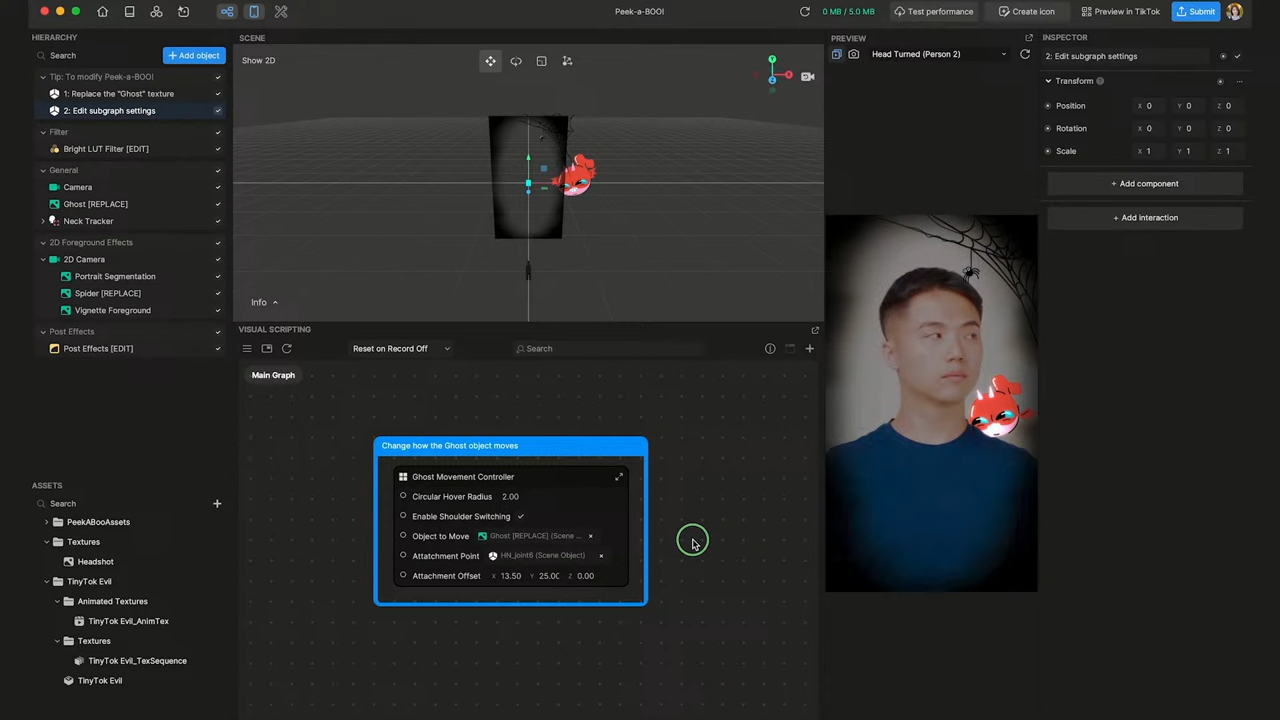 Peek-a-BOO!
0 MB / 5.0 MB
Test performance
Create icon
Preview in TikTok
Submit
HIERARCHY
Search
Add object
Tip: To modify Peek-a-BOO!
1: Replace the "Ghost" texture
2: Edit subgraph settings
Filter
Bright LUT Filter [EDIT]
General
Camera
Ghost [REPLACE]
Neck Tracker
2D Foreground Effects
2D Camera
Portrait Segmentation
Spider [REPLACE]
Vignette Foreground
Post Effects
Post Effects [EDIT]
ASSETS
Search
PeekABooAssets
Textures
Headshot
TinyTok Evil
Animated Textures
TinyTok Evil_AnimTex
Textures
TinyTok Evil_TexSequence
TinyTok Evil
SCENE
Show 2D
Y
X
Z
Info
VISUAL SCRIPTING
Reset on Record Off
Search
Main Graph
Change how the Ghost object moves
Ghost Movement Controller
Circular Hover Radius 2.00
Enable Shoulder Switching
Object to Move Ghost [REPLACE] (Scene ...
Attatchment Point HN_joint6 (Scene Object)
Attachment Offset X 13.50 Y 25.00 Z 0.00
PREVIEW
Head Turned (Person 2)
INSPECTOR
2: Edit subgraph settings
Transform
Position X 0 Y 0 Z 0
Rotation X 0 Y 0 Z 0
Scale X 1 Y 1 Z 1
+ Add component
+ Add interaction